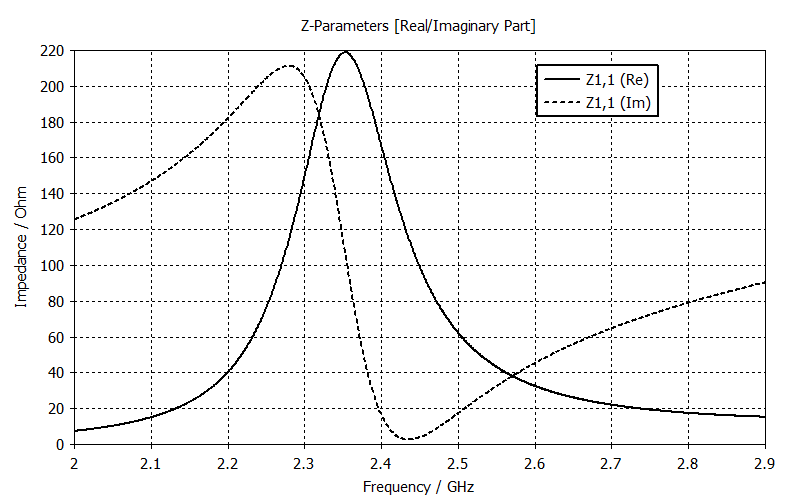 Z-Parameters [Real/Imaginary Part]
Z1,1 (Re)
Z1,1 (Im)
Impedance / Ohm
220
200
180
160
140
120
100
80
60
40
20
0
2 2.1 2.2 2.3 2.4 2.5 2.6 2.7 2.8 2.9
Frequency / GHz